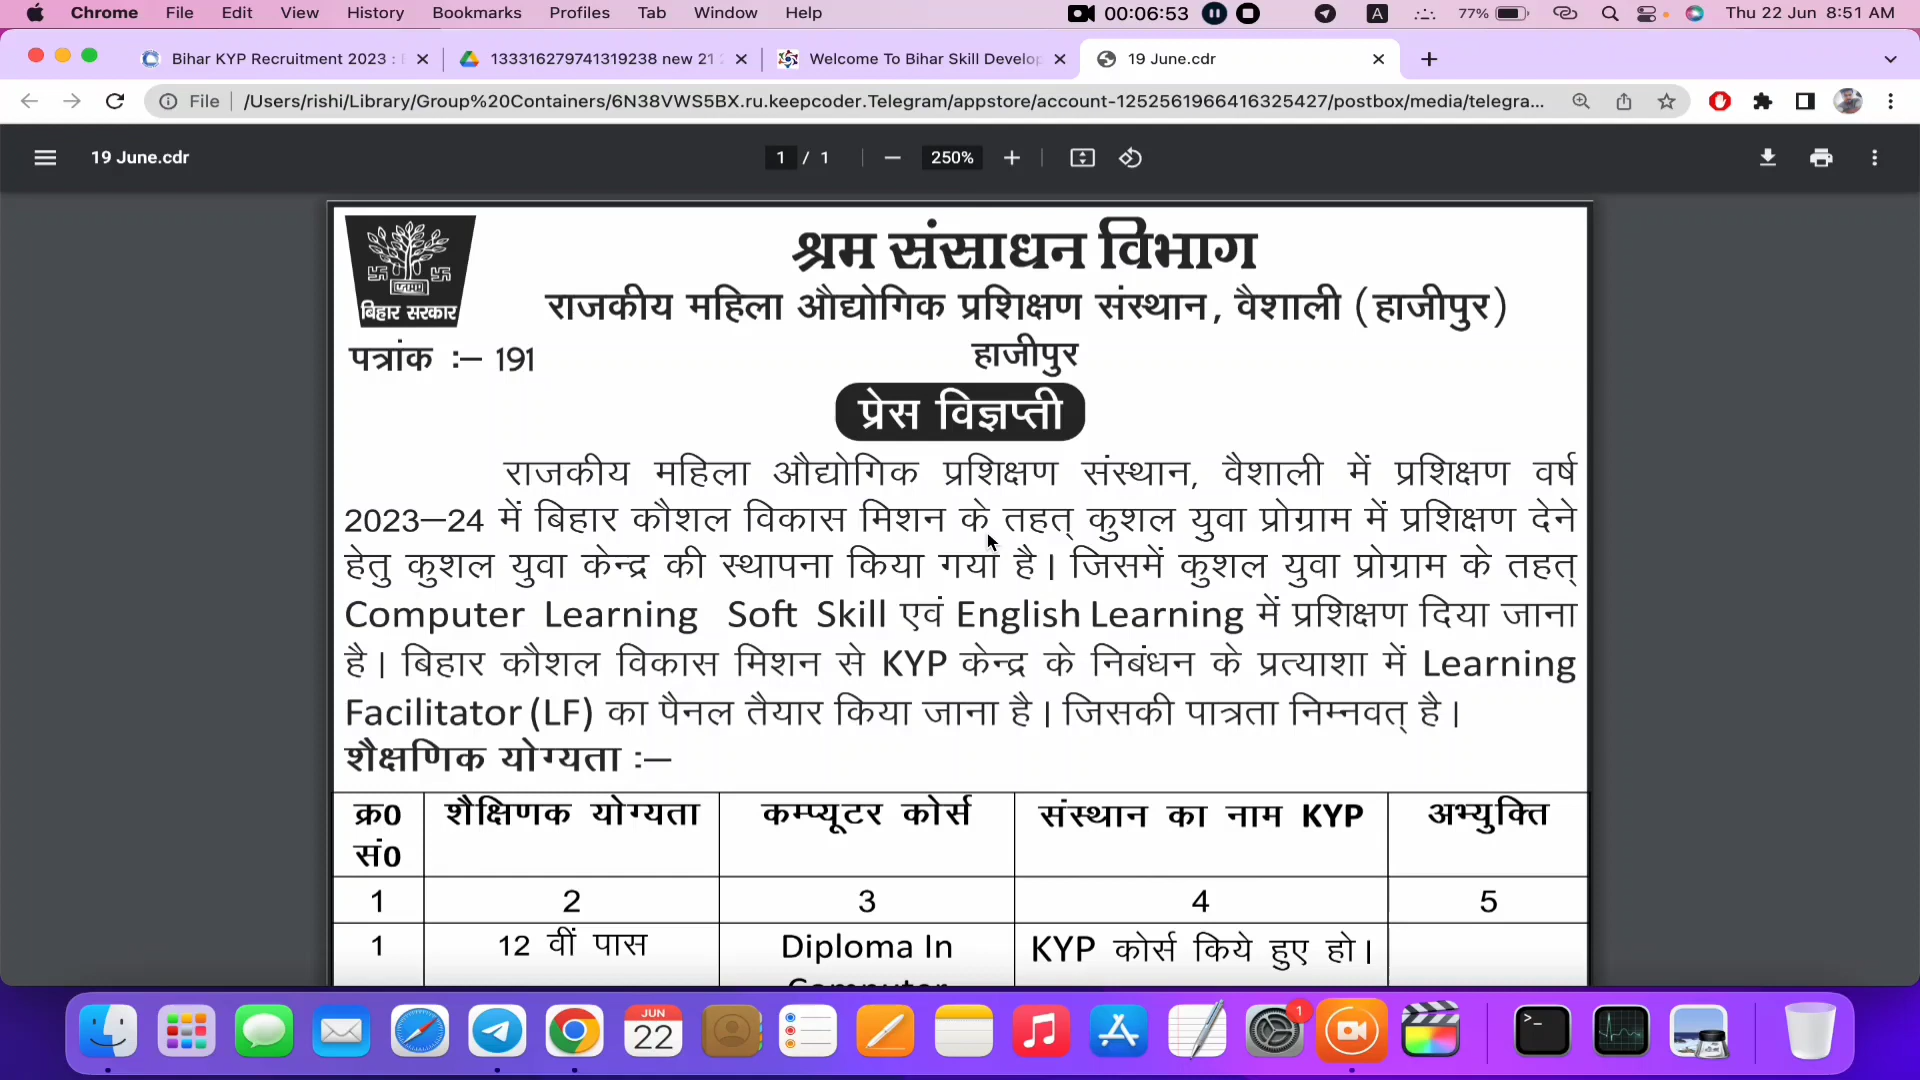 Chrome File Edit View History Bookmarks Profiles Tab Window Help 00:06:53 A 77% Thu 22 Jun 8:51 AM
Bihar KYP Recruitment 2023 : 133316279741319238 new 21 Welcome To Bihar Skill Develop 19 June.cdr
File /Users/rishi/Library/Group%20Containers/6N38VWS5BX.ru.keepcoder.Telegram/appstore/account-1252561966416325427/postbox/media/telegra...
19 June.cdr 1 / 1 250%
श्रम संसाधन विभाग
राजकीय महिला औद्योगिक प्रशिक्षण संस्थान, वैशाली (हाजीपुर)
बिहार सरकार
पत्रांक :– 191 हाजीपुर
प्रेस विज्ञप्ती
राजकीय महिला औद्योगिक प्रशिक्षण संस्थान, वैशाली में प्रशिक्षण वर्ष
2023–24 में बिहार कौशल विकास मिशन के तहत् कुशल युवा प्रोग्राम में प्रशिक्षण देने
हेतु कुशल युवा केन्द्र की स्थापना किया गया है। जिसमें कुशल युवा प्रोग्राम के तहत्
Computer Learning Soft Skill एवं English Learning में प्रशिक्षण दिया जाना
है। बिहार कौशल विकास मिशन से KYP केन्द्र के निबंधन के प्रत्याशा में Learning
Facilitator (LF) का पैनल तैयार किया जाना है। जिसकी पात्रता निम्नवत् है।
शैक्षणिक योग्यता :–
क्र0 शैक्षिणक योग्यता कम्प्यूटर कोर्स संस्थान का नाम KYP अभ्युक्ति
सं0
1 2 3 4 5
1 12 वीं पास Diploma In KYP कोर्स किये हुए हो।
Computer
JUN
22
1